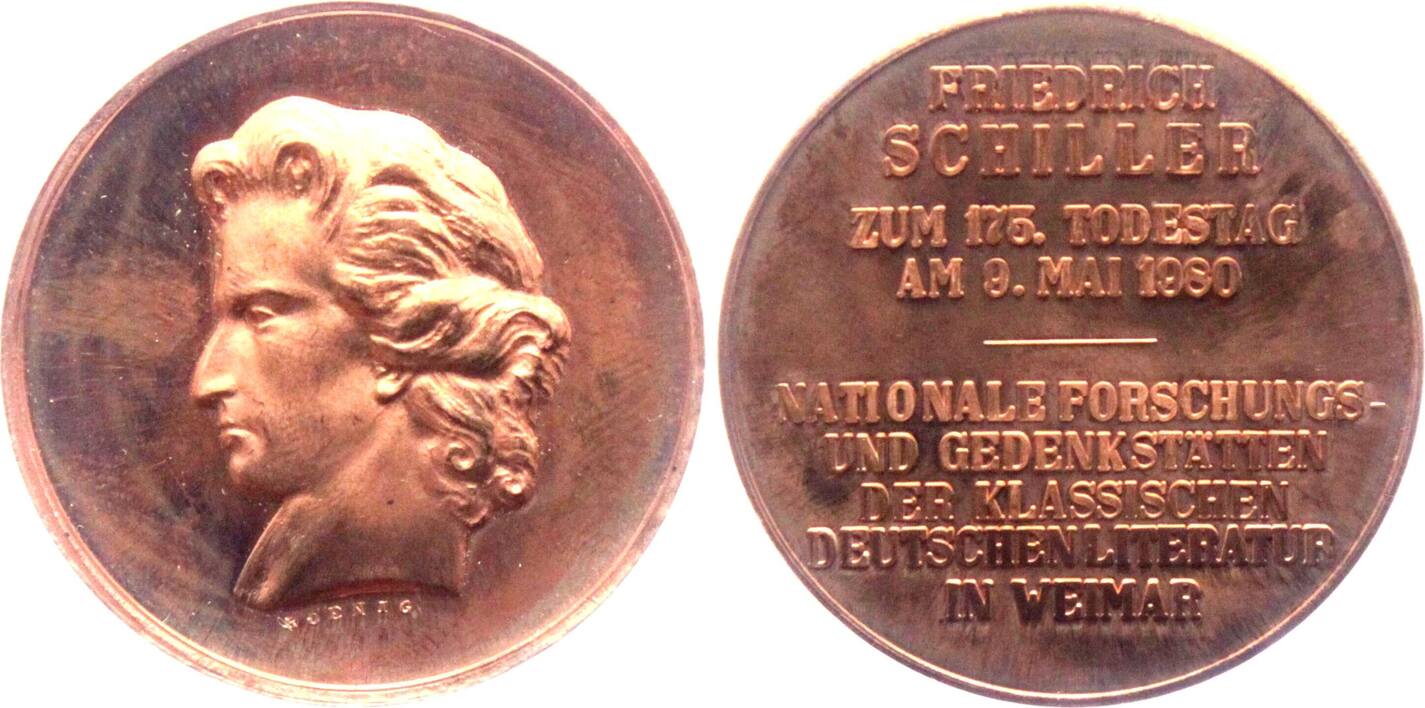 KOENIG
FRIEDRICH
SCHILLER
ZUM 175. TODESTAG
AM 9. MAI 1980
NATIONALE FORSCHUNGS-
UND GEDENKSTÄTTEN
DER KLASSISCHEN
DEUTSCHEN LITERATUR
IN WEIMAR